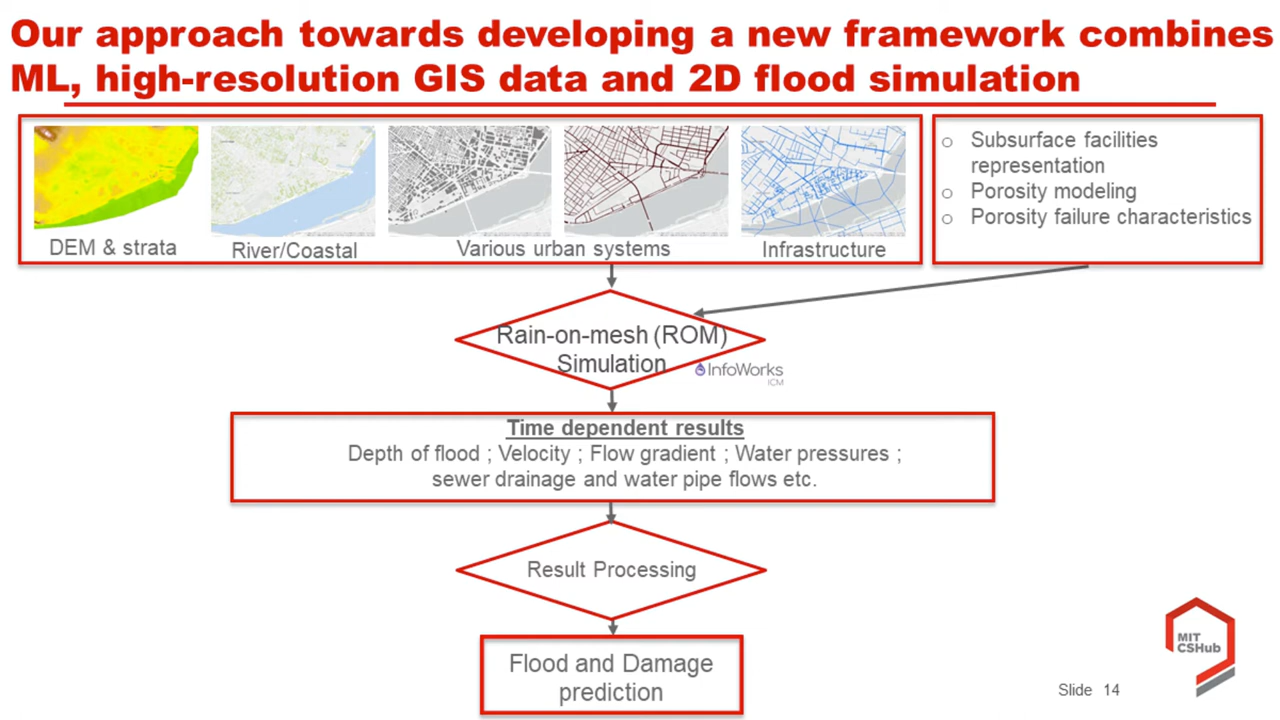 Our approach towards developing a new framework combines
ML, high-resolution GIS data and 2D flood simulation
DEM & strata
River/Coastal
Various urban systems
Infrastructure
Subsurface facilities
representation
Porosity modeling
Porosity failure characteristics
Rain-on-mesh (ROM)
Simulation
InfoWorks
ICM
Time dependent results
Depth of flood ; Velocity ; Flow gradient ; Water pressures ;
sewer drainage and water pipe flows etc.
Result Processing
Flood and Damage
prediction
MIT
CSHub
Slide 14